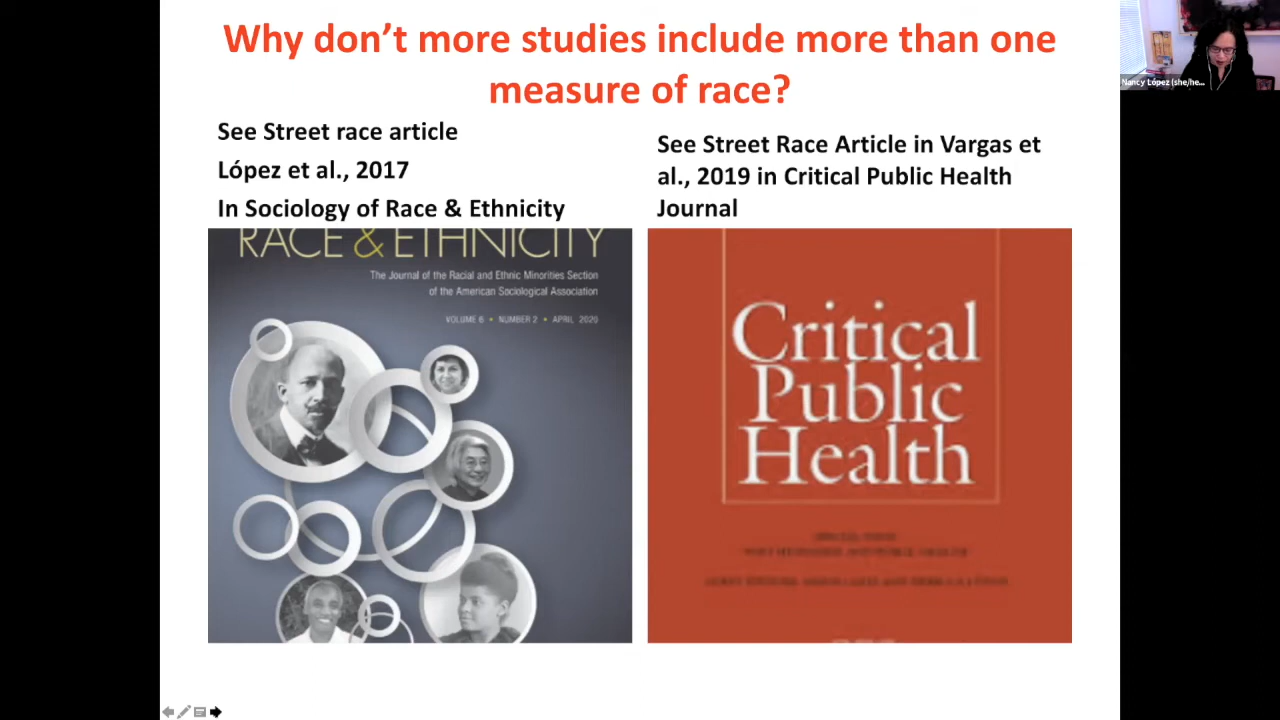 Why don't more studies include more than one
measure of race?
See Street race article
López et al., 2017
In Sociology of Race & Ethnicity
See Street Race Article in Vargas et
al., 2019 in Critical Public Health
Journal
RACE & ETHNICITY
The Journal of the Racial and Ethnic Minorities Section
of the American Sociological Association
VOLUME 6 • NUMBER 2 • APRIL 2020
Critical
Public
Health
Nancy López (she/he...